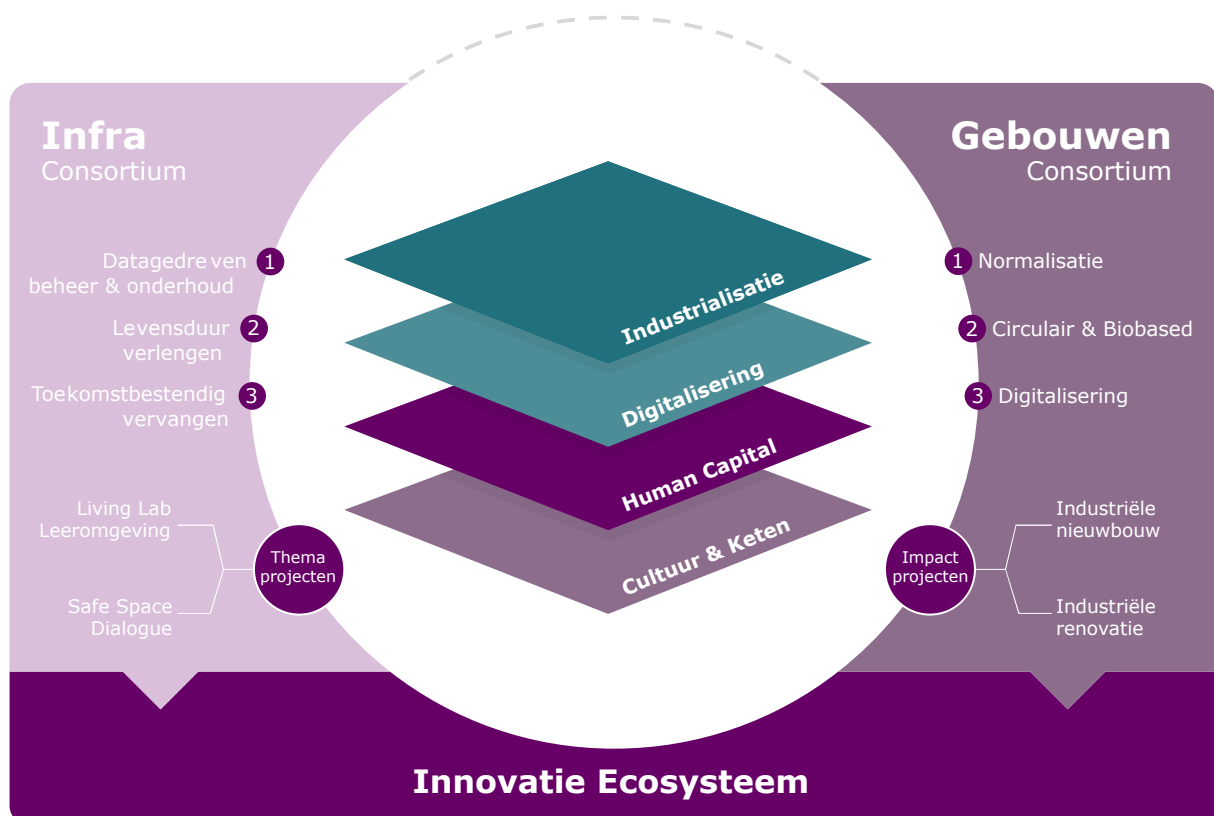 Infra
Consortium
1
Datagedreven
beheer & onderhoud
2
Levensduur
verlengen
3
Toekomstbestendig
vervangen
Living Lab
Leeromgeving
Safe Space
Dialogue
Thema
projecten
Industrialisatie
Digitalisering
Human Capital
Cultuur & Keten
Gebouwen
Consortium
1 Normalisatie
2 Circulair & Biobased
3 Digitalisering
Impact
projecten
Industriële
nieuwbouw
Industriële
renovatie
Innovatie Ecosysteem